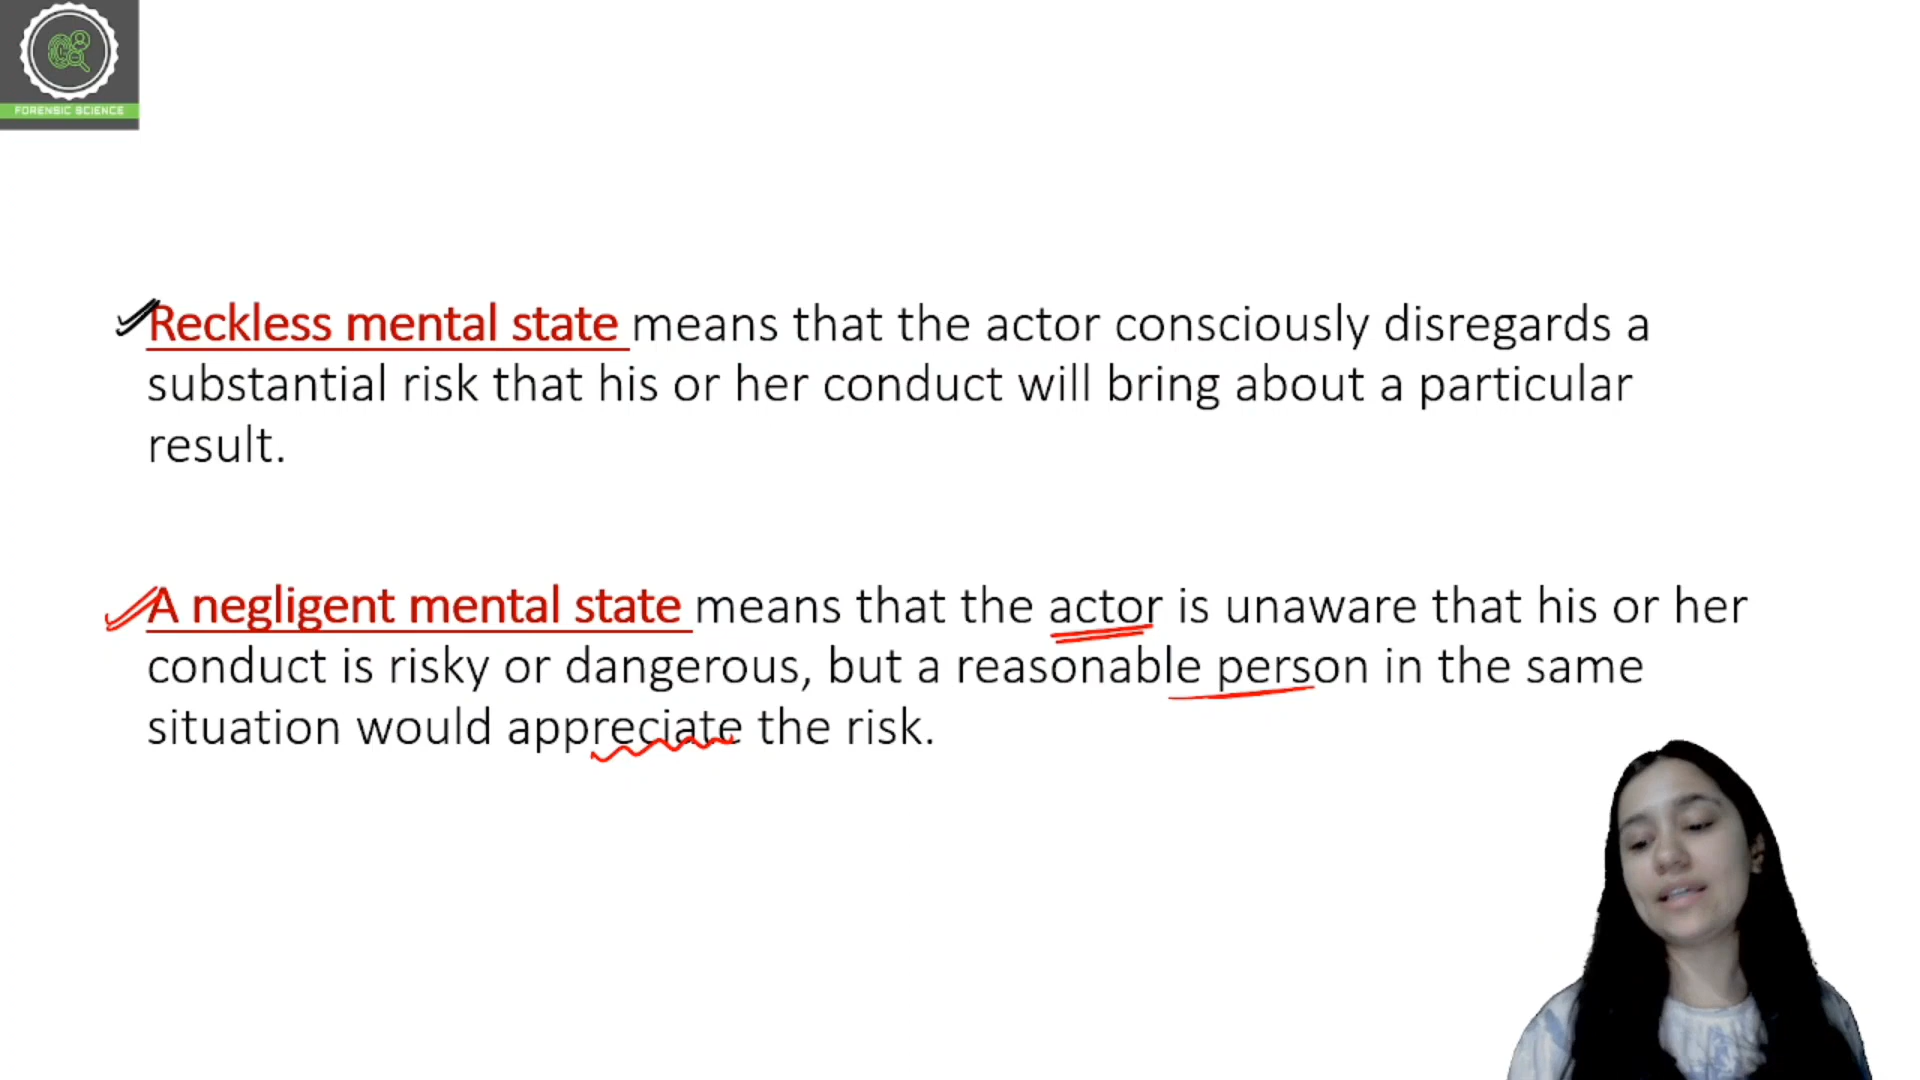 FORENSIC SCIENCE
Reckless mental state means that the actor consciously disregards a
substantial risk that his or her conduct will bring about a particular
result.
A negligent mental state means that the actor is unaware that his or her
conduct is risky or dangerous, but a reasonable person in the same
situation would appreciate the risk.